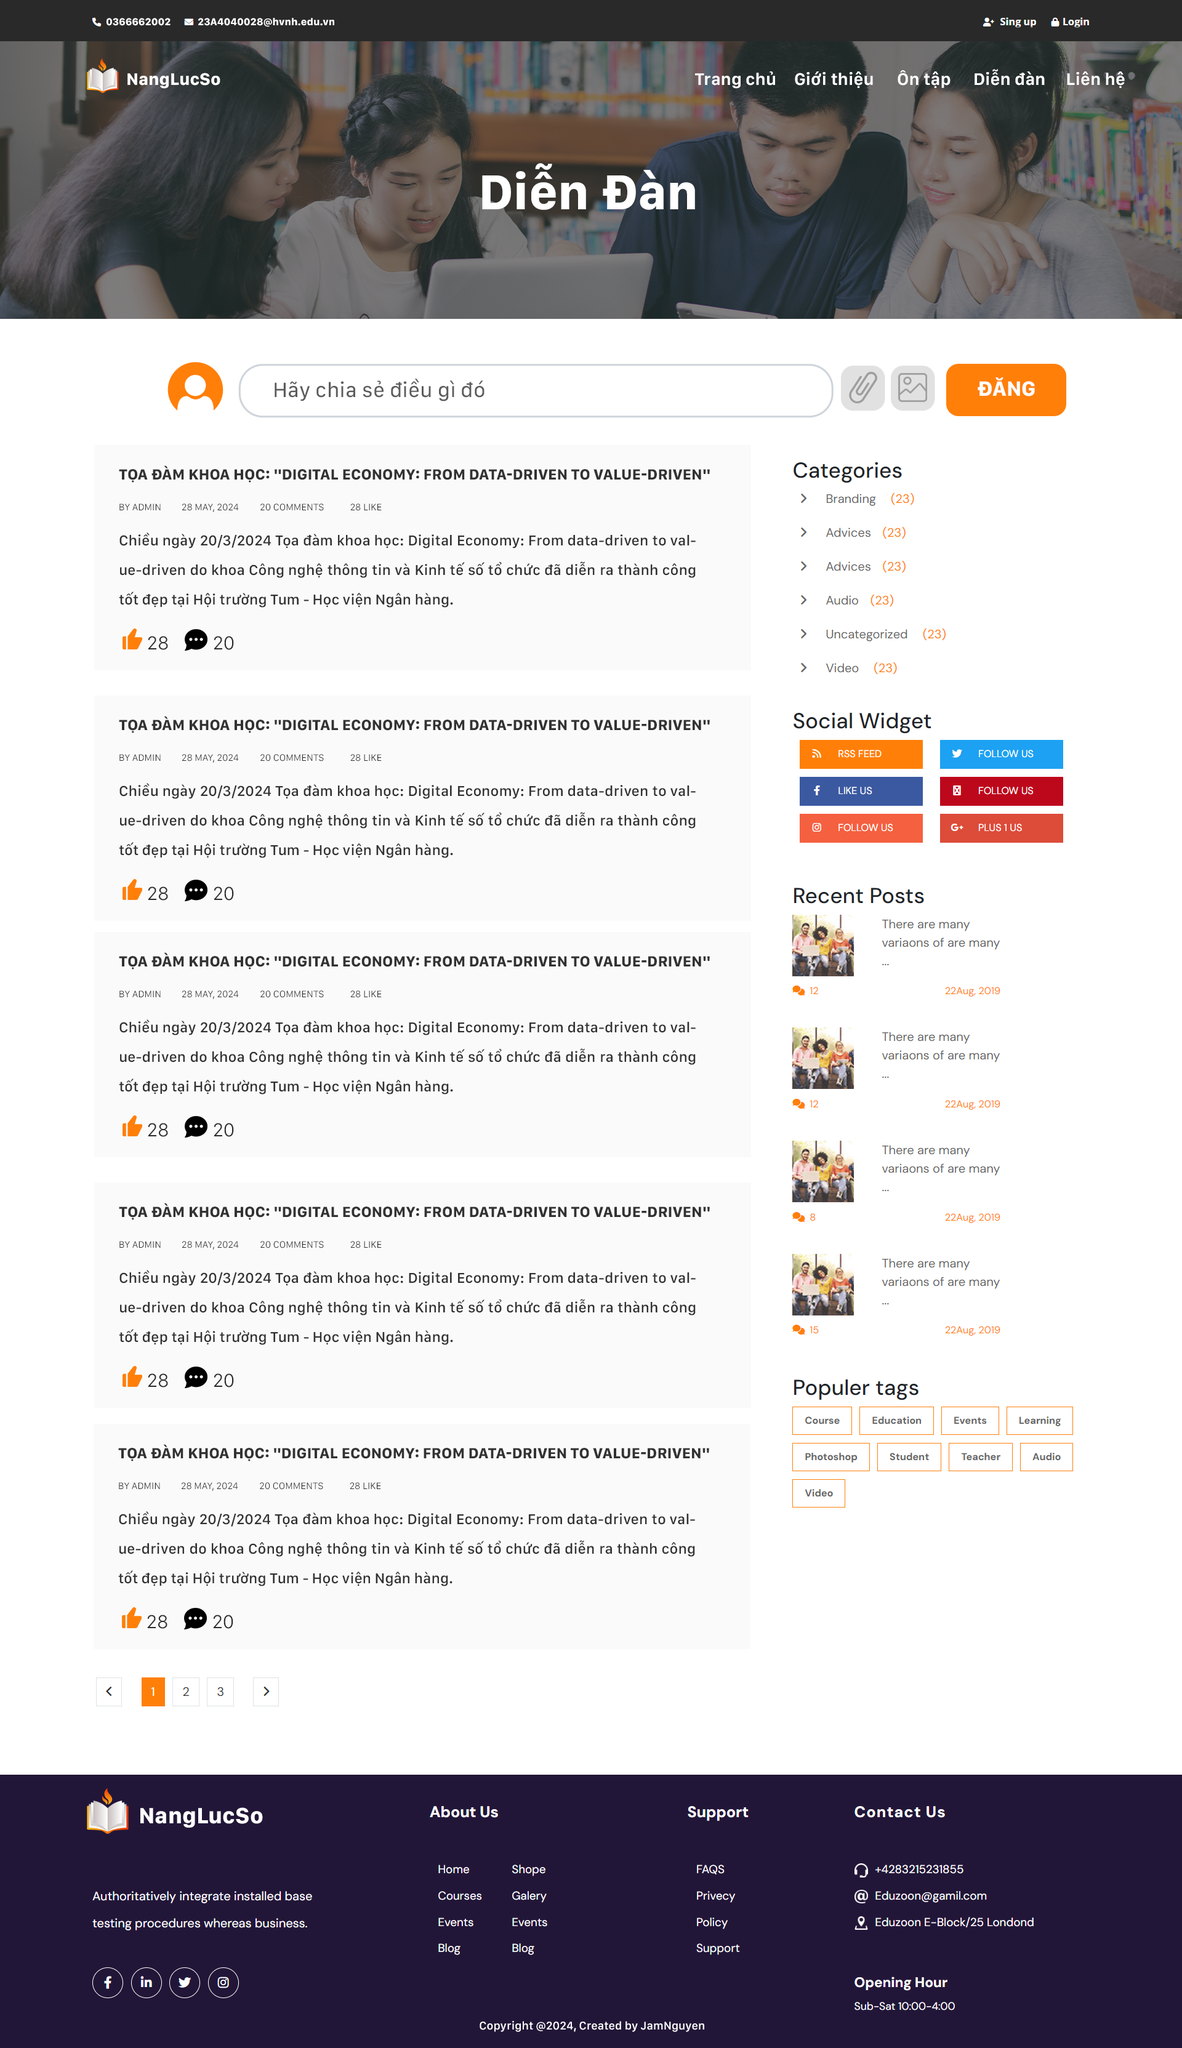 0366662002 23A4040028@hvnh.edu.vn Sing up Login
NangLucSo Trang chủ Giới thiệu Ôn tập Diễn đàn Liên hệ
Diễn Đàn
Hãy chia sẻ điều gì đó ĐĂNG
TỌA ĐÀM KHOA HỌC: "DIGITAL ECONOMY: FROM DATA-DRIVEN TO VALUE-DRIVEN"
BY ADMIN 28 MAY, 2024 20 COMMENTS 28 LIKE
Chiều ngày 20/3/2024 Tọa đàm khoa học: Digital Economy: From data-driven to val-
ue-driven do khoa Công nghệ thông tin và Kinh tế số tổ chức đã diễn ra thành công
tốt đẹp tại Hội trường Tum - Học viện Ngân hàng.
28 20
TỌA ĐÀM KHOA HỌC: "DIGITAL ECONOMY: FROM DATA-DRIVEN TO VALUE-DRIVEN"
BY ADMIN 28 MAY, 2024 20 COMMENTS 28 LIKE
Chiều ngày 20/3/2024 Tọa đàm khoa học: Digital Economy: From data-driven to val-
ue-driven do khoa Công nghệ thông tin và Kinh tế số tổ chức đã diễn ra thành công
tốt đẹp tại Hội trường Tum - Học viện Ngân hàng.
28 20
TỌA ĐÀM KHOA HỌC: "DIGITAL ECONOMY: FROM DATA-DRIVEN TO VALUE-DRIVEN"
BY ADMIN 28 MAY, 2024 20 COMMENTS 28 LIKE
Chiều ngày 20/3/2024 Tọa đàm khoa học: Digital Economy: From data-driven to val-
ue-driven do khoa Công nghệ thông tin và Kinh tế số tổ chức đã diễn ra thành công
tốt đẹp tại Hội trường Tum - Học viện Ngân hàng.
28 20
TỌA ĐÀM KHOA HỌC: "DIGITAL ECONOMY: FROM DATA-DRIVEN TO VALUE-DRIVEN"
BY ADMIN 28 MAY, 2024 20 COMMENTS 28 LIKE
Chiều ngày 20/3/2024 Tọa đàm khoa học: Digital Economy: From data-driven to val-
ue-driven do khoa Công nghệ thông tin và Kinh tế số tổ chức đã diễn ra thành công
tốt đẹp tại Hội trường Tum - Học viện Ngân hàng.
28 20
TỌA ĐÀM KHOA HỌC: "DIGITAL ECONOMY: FROM DATA-DRIVEN TO VALUE-DRIVEN"
BY ADMIN 28 MAY, 2024 20 COMMENTS 28 LIKE
Chiều ngày 20/3/2024 Tọa đàm khoa học: Digital Economy: From data-driven to val-
ue-driven do khoa Công nghệ thông tin và Kinh tế số tổ chức đã diễn ra thành công
tốt đẹp tại Hội trường Tum - Học viện Ngân hàng.
28 20
1 2 3
Categories
Branding (23)
Advices (23)
Advices (23)
Audio (23)
Uncategorized (23)
Video (23)
Social Widget
RSS FEED FOLLOW US
LIKE US FOLLOW US
FOLLOW US PLUS 1 US
Recent Posts
There are many
variaons of are many
...
12 22Aug, 2019
There are many
variaons of are many
...
12 22Aug, 2019
There are many
variaons of are many
...
8 22Aug, 2019
There are many
variaons of are many
...
15 22Aug, 2019
Populer tags
Course Education Events Learning
Photoshop Student Teacher Audio
Video
NangLucSo
Authoritatively integrate installed base
testing procedures whereas business.
About Us
Home Shope
Courses Galery
Events Events
Blog Blog
Support
FAQS
Privecy
Policy
Support
Contact Us
+4283215231855
Eduzoon@gamil.com
Eduzoon E-Block/25 Londond
Opening Hour
Sub-Sat 10:00-4:00
Copyright @2024, Created by JamNguyen